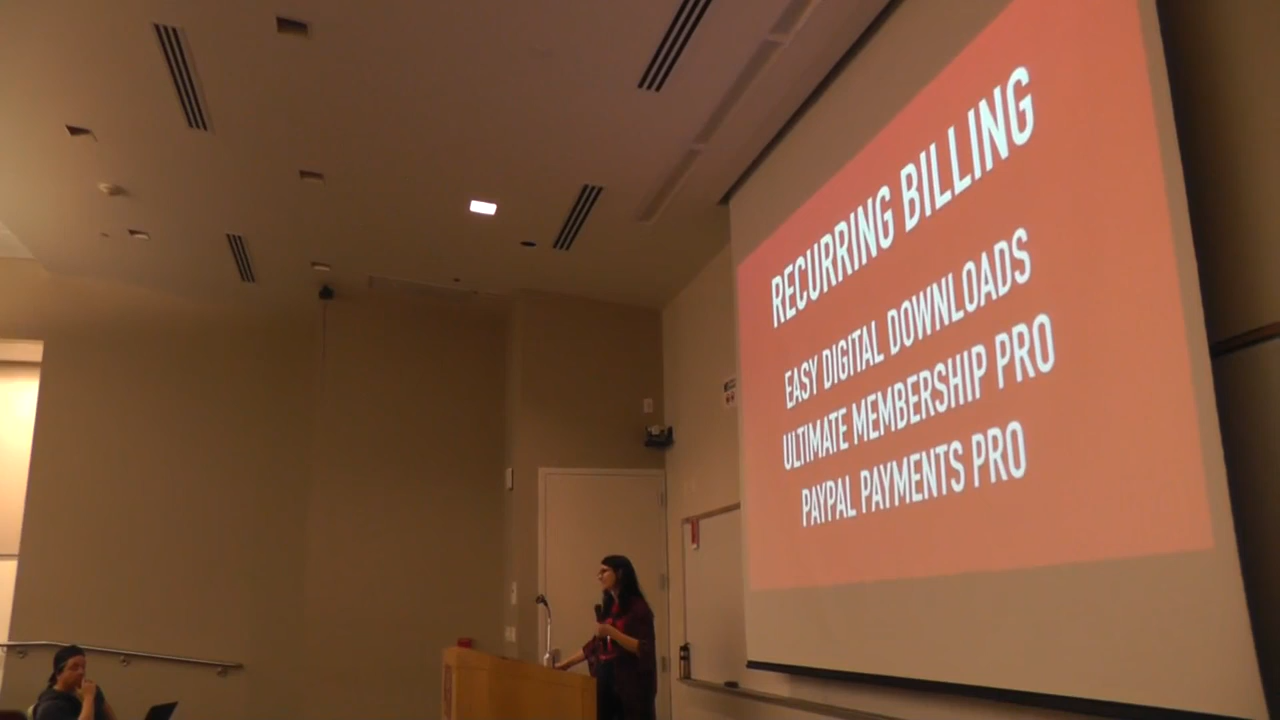 RECURRING BILLING
EASY DIGITAL DOWNLOADS
ULTIMATE MEMBERSHIP PRO
PAYPAL PAYMENTS PRO